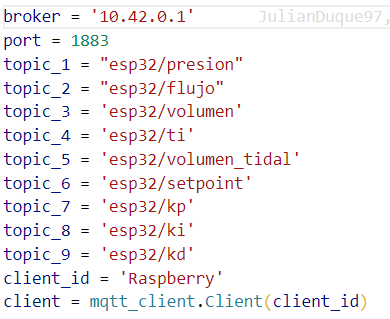 broker = '10.42.0.1' JulianDuque97,
port = 1883
topic_1 = "esp32/presion"
topic_2 = "esp32/flujo"
topic_3 = 'esp32/volumen'
topic_4 = 'esp32/ti'
topic_5 = 'esp32/volumen_tidal'
topic_6 = 'esp32/setpoint'
topic_7 = 'esp32/kp'
topic_8 = 'esp32/ki'
topic_9 = 'esp32/kd'
client_id = 'Raspberry'
client = mqtt_client.Client(client_id)